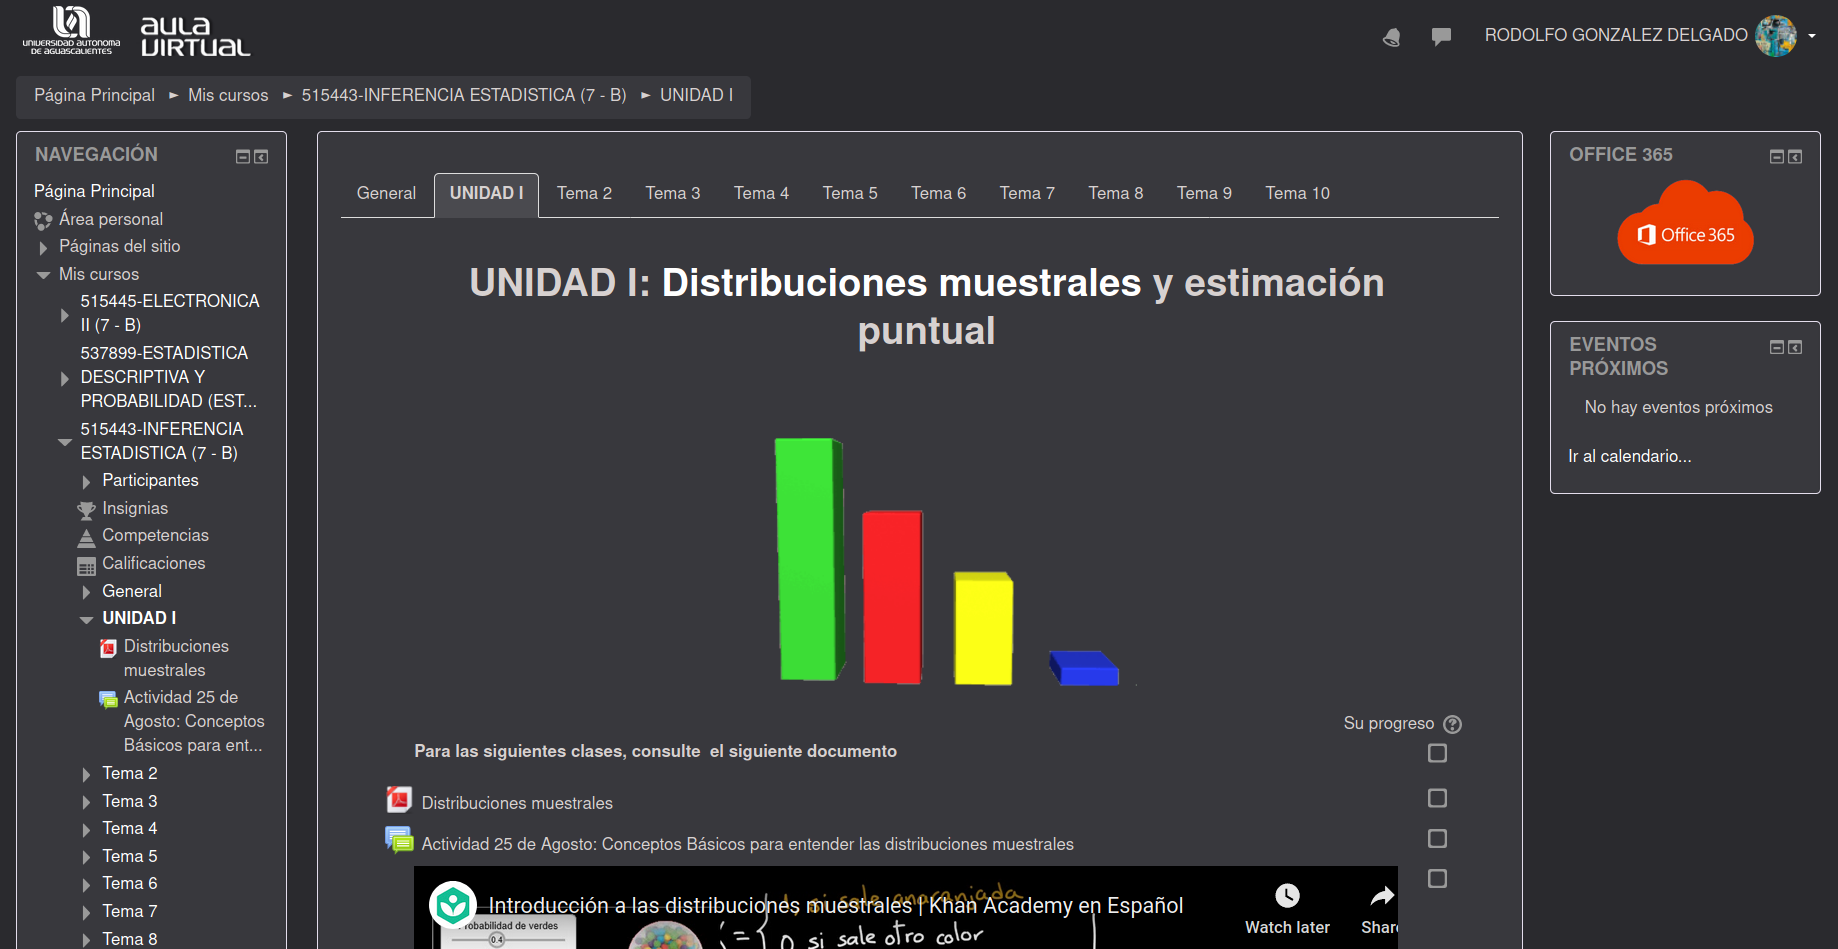 UNIVERSIDAD AUTONOMA
DE AGUASCALIENTES
AULA
VIRTUAL
RODOLFO GONZALEZ DELGADO
Página Principal ► Mis cursos ► 515443-INFERENCIA ESTADISTICA (7 - B) ► UNIDAD I
NAVEGACIÓN
Página Principal
Área personal
Páginas del sitio
Mis cursos
515445-ELECTRONICA
II (7 - B)
537899-ESTADISTICA
DESCRIPTIVA Y
PROBABILIDAD (EST...
515443-INFERENCIA
ESTADISTICA (7 - B)
Participantes
Insignias
Competencias
Calificaciones
General
UNIDAD I
Distribuciones
muestrales
Actividad 25 de
Agosto: Conceptos
Básicos para ent...
Tema 2
Tema 3
Tema 4
Tema 5
Tema 6
Tema 7
Tema 8
General UNIDAD I Tema 2 Tema 3 Tema 4 Tema 5 Tema 6 Tema 7 Tema 8 Tema 9 Tema 10
UNIDAD I: Distribuciones muestrales y estimación
puntual
Su progreso
Para las siguientes clases, consulte el siguiente documento
Distribuciones muestrales
Actividad 25 de Agosto: Conceptos Básicos para entender las distribuciones muestrales
Introducción a las distribuciones muestrales | Khan Academy en Español
Watch later
Share
1, si sale anaranjada
Probabilidad de verdes
0.4
= { 0 si sale otro color
OFFICE 365
Office 365
EVENTOS
PRÓXIMOS
No hay eventos próximos
Ir al calendario...